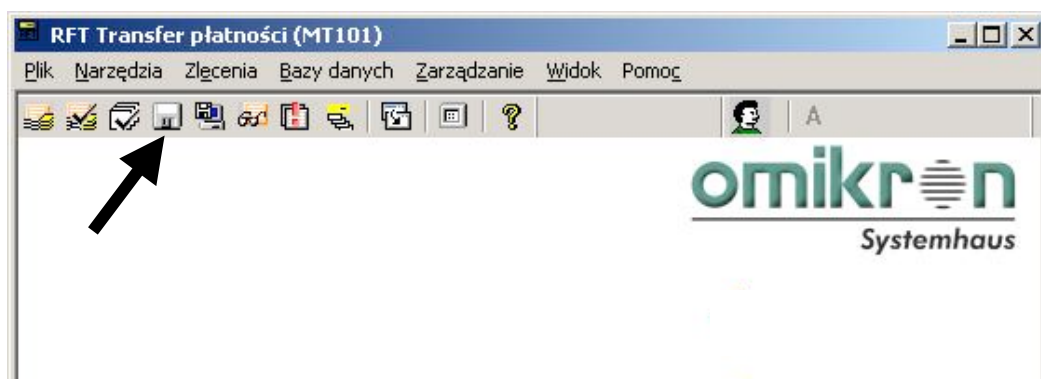 RFT Transfer płatności (MT101)
Plik Narzędzia Zlecenia Bazy danych Zarządzanie Widok Pomoc
? A
omikron
Systemhaus